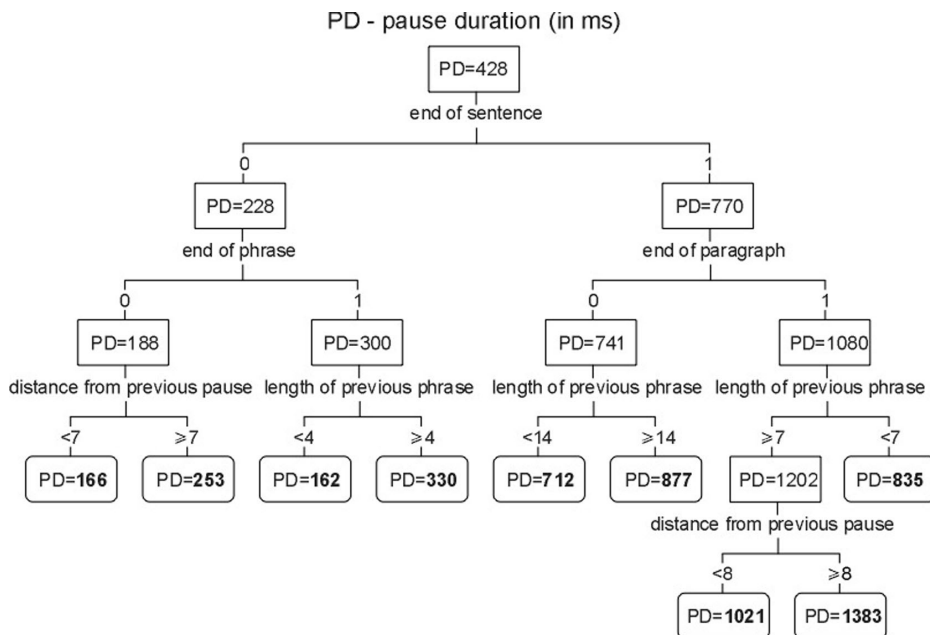 PD - pause duration (in ms)
PD=428
end of sentence
0 1
PD=228 PD=770
end of phrase end of paragraph
0 1 0 1
PD=188 PD=300 PD=741 PD=1080
distance from previous pause length of previous phrase length of previous phrase length of previous phrase
<7 ⩾7 <4 ⩾4 <14 ⩾14 ⩾7 <7
PD=166 PD=253 PD=162 PD=330 PD=712 PD=877 PD=1202 PD=835
distance from previous pause
<8 ⩾8
PD=1021 PD=1383